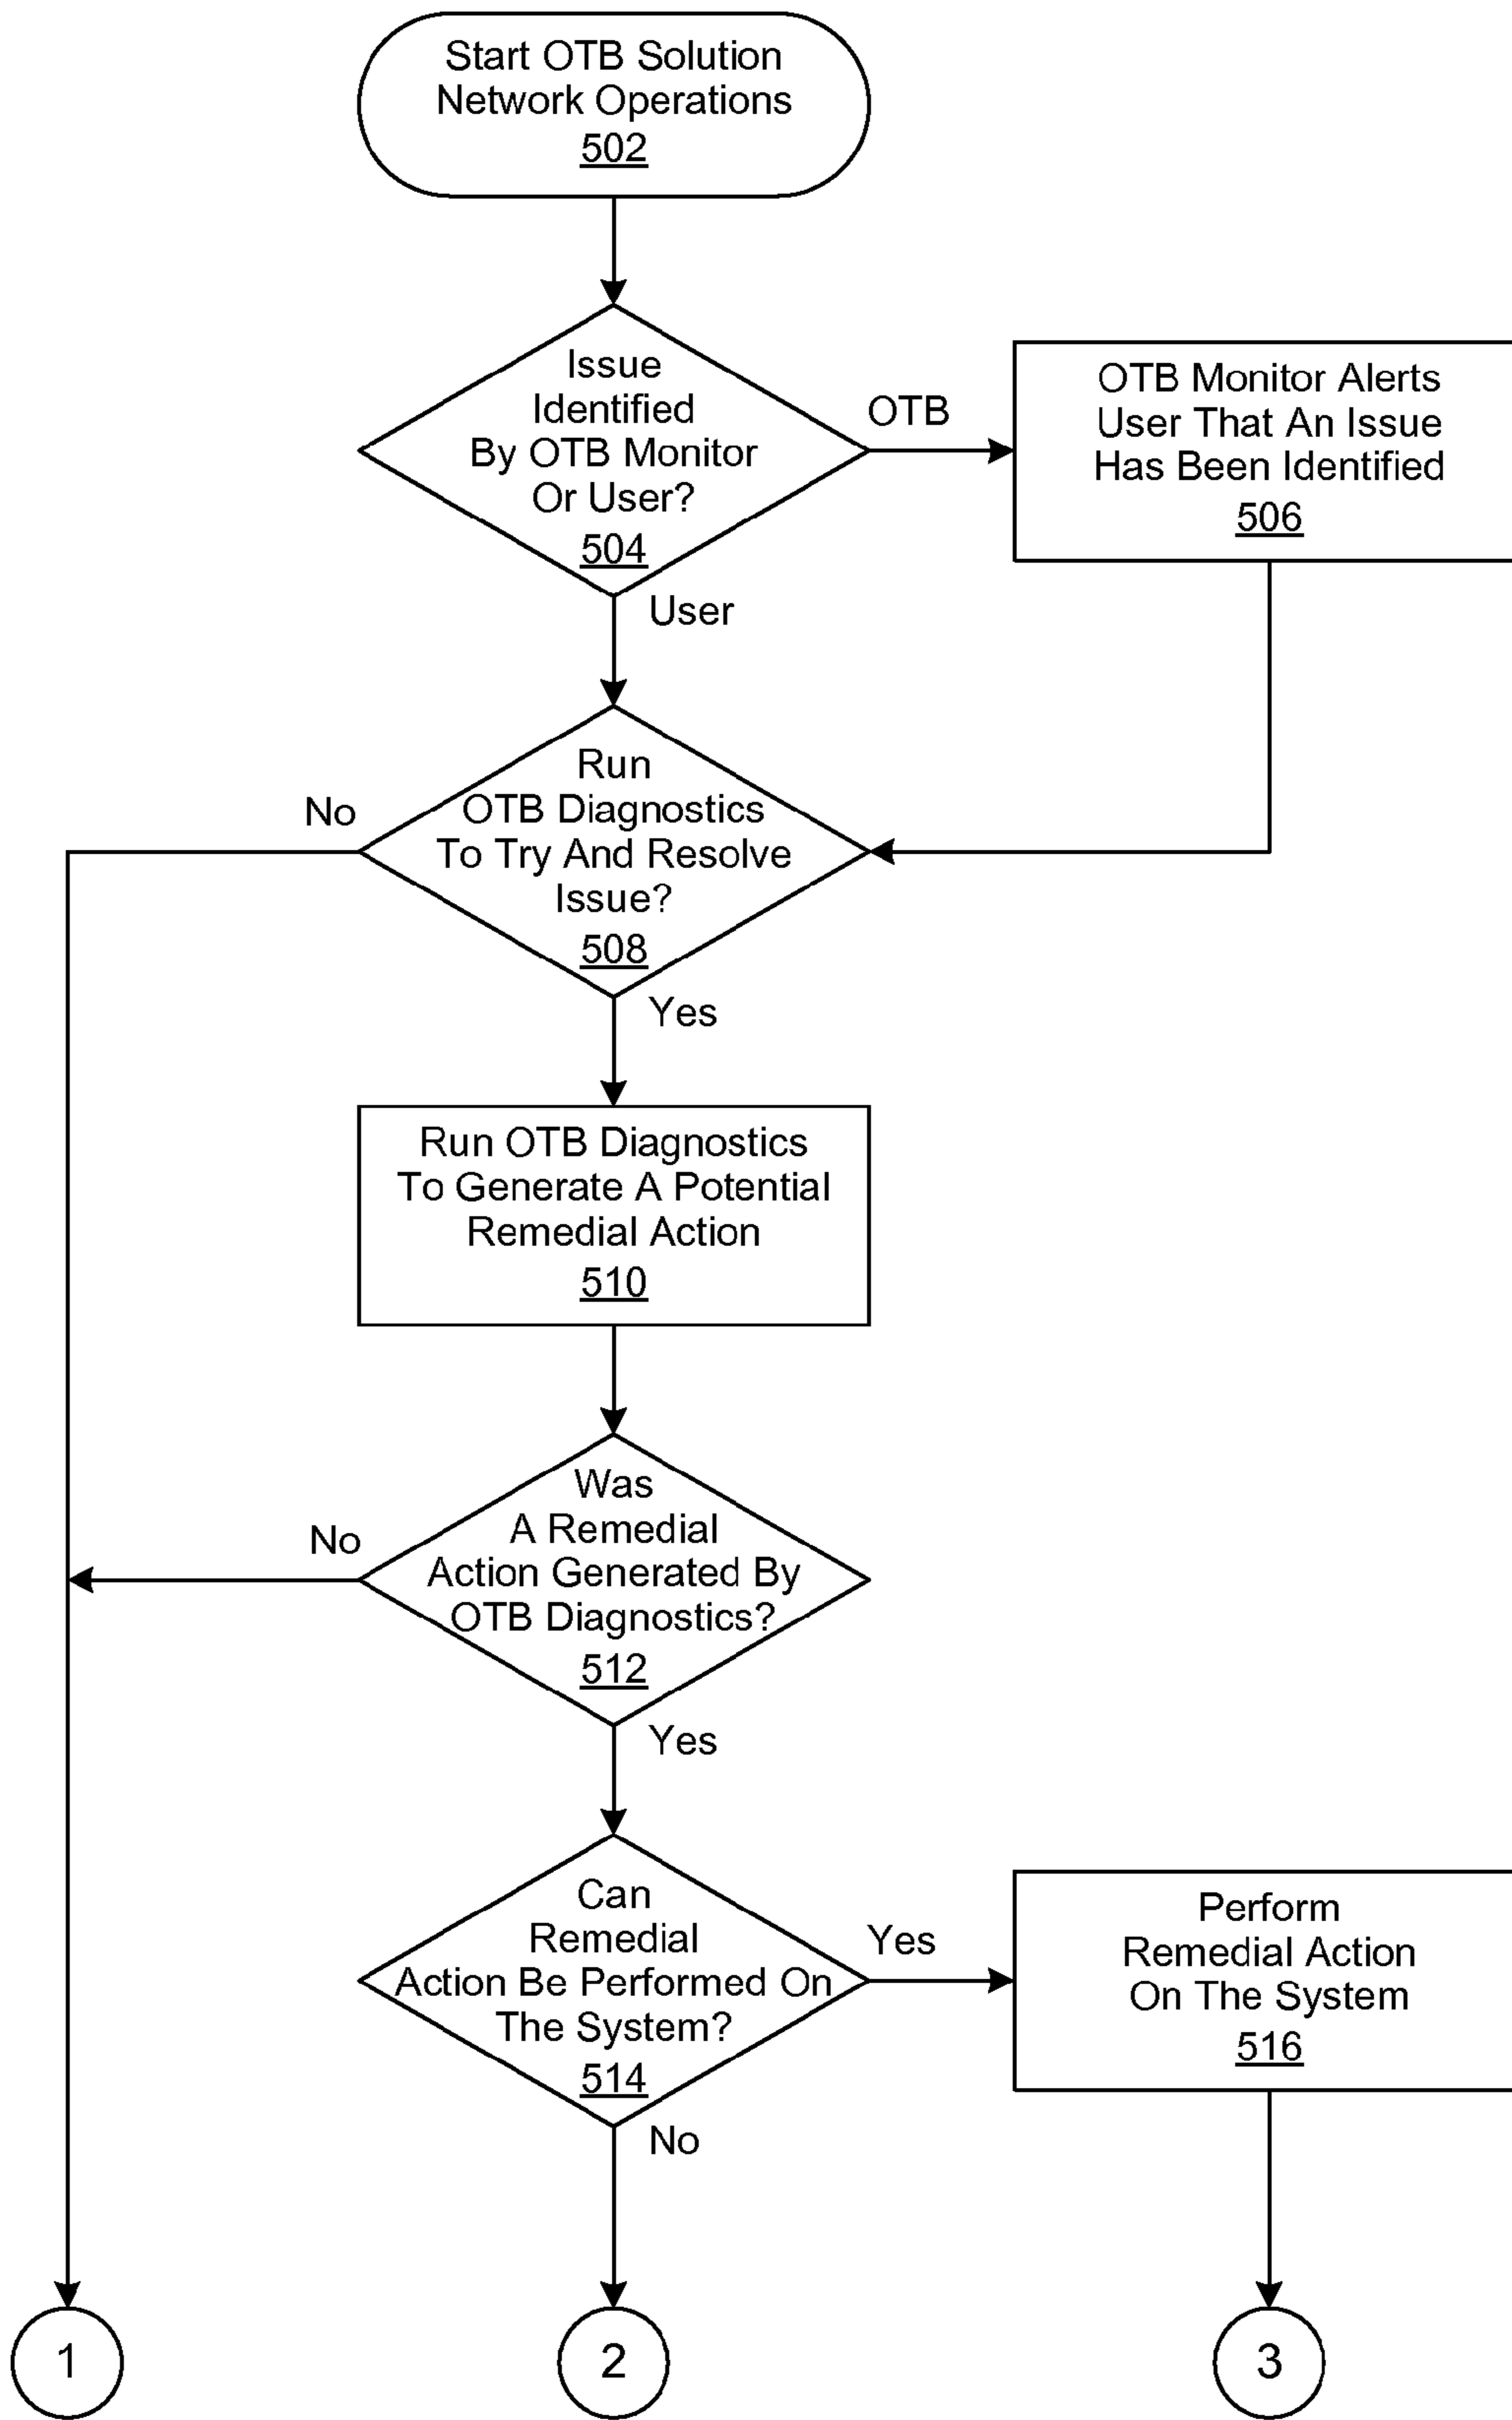 Start OTB Solution
Network Operations
502
Issue
Identified
By OTB Monitor
Or User?
504
OTB
OTB Monitor Alerts
User That An Issue
Has Been Identified
506
User
Run
OTB Diagnostics
To Try And Resolve
Issue?
508
No
Yes
Run OTB Diagnostics
To Generate A Potential
Remedial Action
510
Was
A Remedial
Action Generated By
OTB Diagnostics?
512
No
Yes
Can
Remedial
Action Be Performed On
The System?
514
Yes
Perform
Remedial Action
On The System
516
No
1
2
3